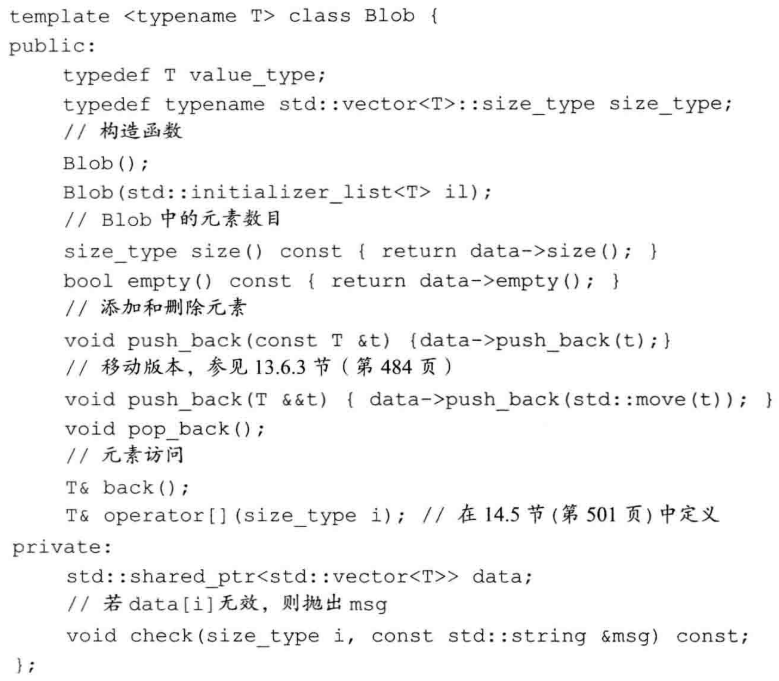 template <typename T> class Blob {
public:
    typedef T value_type;
    typedef typename std::vector<T>::size_type size_type;
    // 构造函数
    Blob();
    Blob(std::initializer_list<T> il);
    // Blob 中的元素数目
    size_type size() const { return data->size(); }
    bool empty() const { return data->empty(); }
    // 添加和删除元素
    void push_back(const T &t) {data->push_back(t);}
    // 移动版本，参见 13.6.3 节（第 484 页）
    void push_back(T &&t) { data->push_back(std::move(t)); }
    void pop_back();
    // 元素访问
    T& back();
    T& operator[](size_type i); // 在 14.5 节(第 501 页)中定义
private:
    std::shared_ptr<std::vector<T>> data;
    // 若 data[i]无效，则抛出 msg
    void check(size_type i, const std::string &msg) const;
};